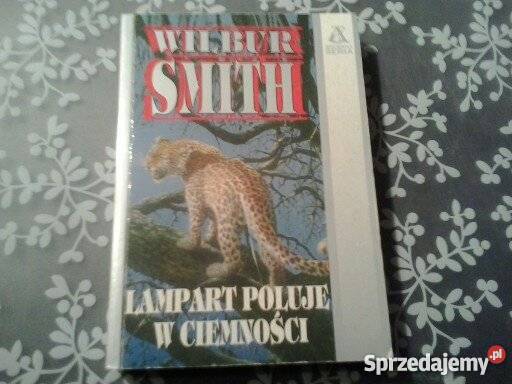 WILBUR
SMITH
LAMPART POLUJE
W CIEMNOŚCI
Sprzedajemy.pl